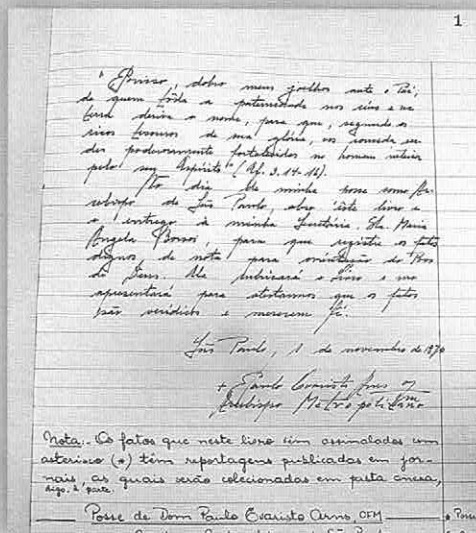 1
"Por isso, dobro meus joelhos ante o Pai,
de quem tôda a paternidade nos céus e na
terra deriva o nome, para que, segundo os
ricos tesouros de sua glória, vos conceda se-
des poderosamente fortalecidos no homem interior
pelo seu Espírito" (Ef. 3.14-16).
No dia de minha posse como Ar-
cebispo de São Paulo, abro êste livro e
o entrego à minha Secretária, Sta. Maria
Angela Borsoi, para que registre os fatos
dignos de nota para orientação do Povo
de Deus. Ela rubricará o livro e mo
apresentará para atestarmos que os fatos
são verídicos e merecem fé.
São Paulo, 1 de novembro de 1970
+ Paulo Evaristo Arns
Arcebispo Metropolitano
Nota: - Os fatos que neste livro vêm assinalados com
asterisco (*) têm reportagens publicadas em jor-
nais, as quais serão colecionadas em pasta anexa,
digo, à parte.
Posse de Dom Paulo Evaristo Arns, OFM